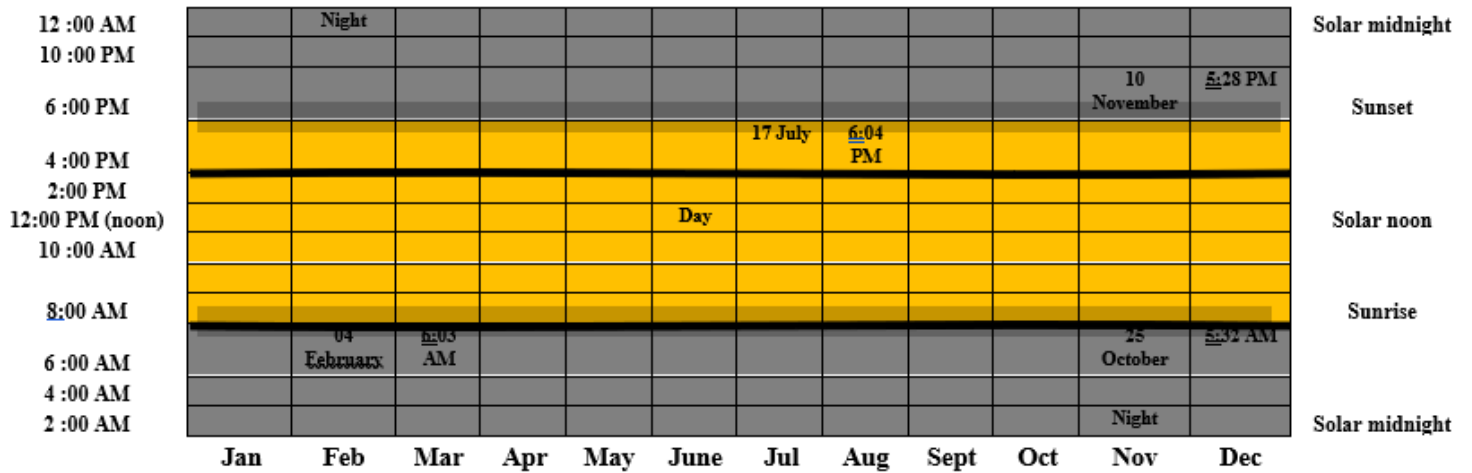 12 :00 AM Night Solar midnight
10 :00 PM
10 5:28 PM
6 :00 PM November Sunset
17 July 6:04
4 :00 PM PM
2:00 PM
12:00 PM (noon) Day Solar noon
10 :00 AM
8:00 AM Sunrise
04 6:03 25 5:32 AM
6 :00 AM February AM October
4 :00 AM
2 :00 AM Night Solar midnight
Jan Feb Mar Apr May June Jul Aug Sept Oct Nov Dec